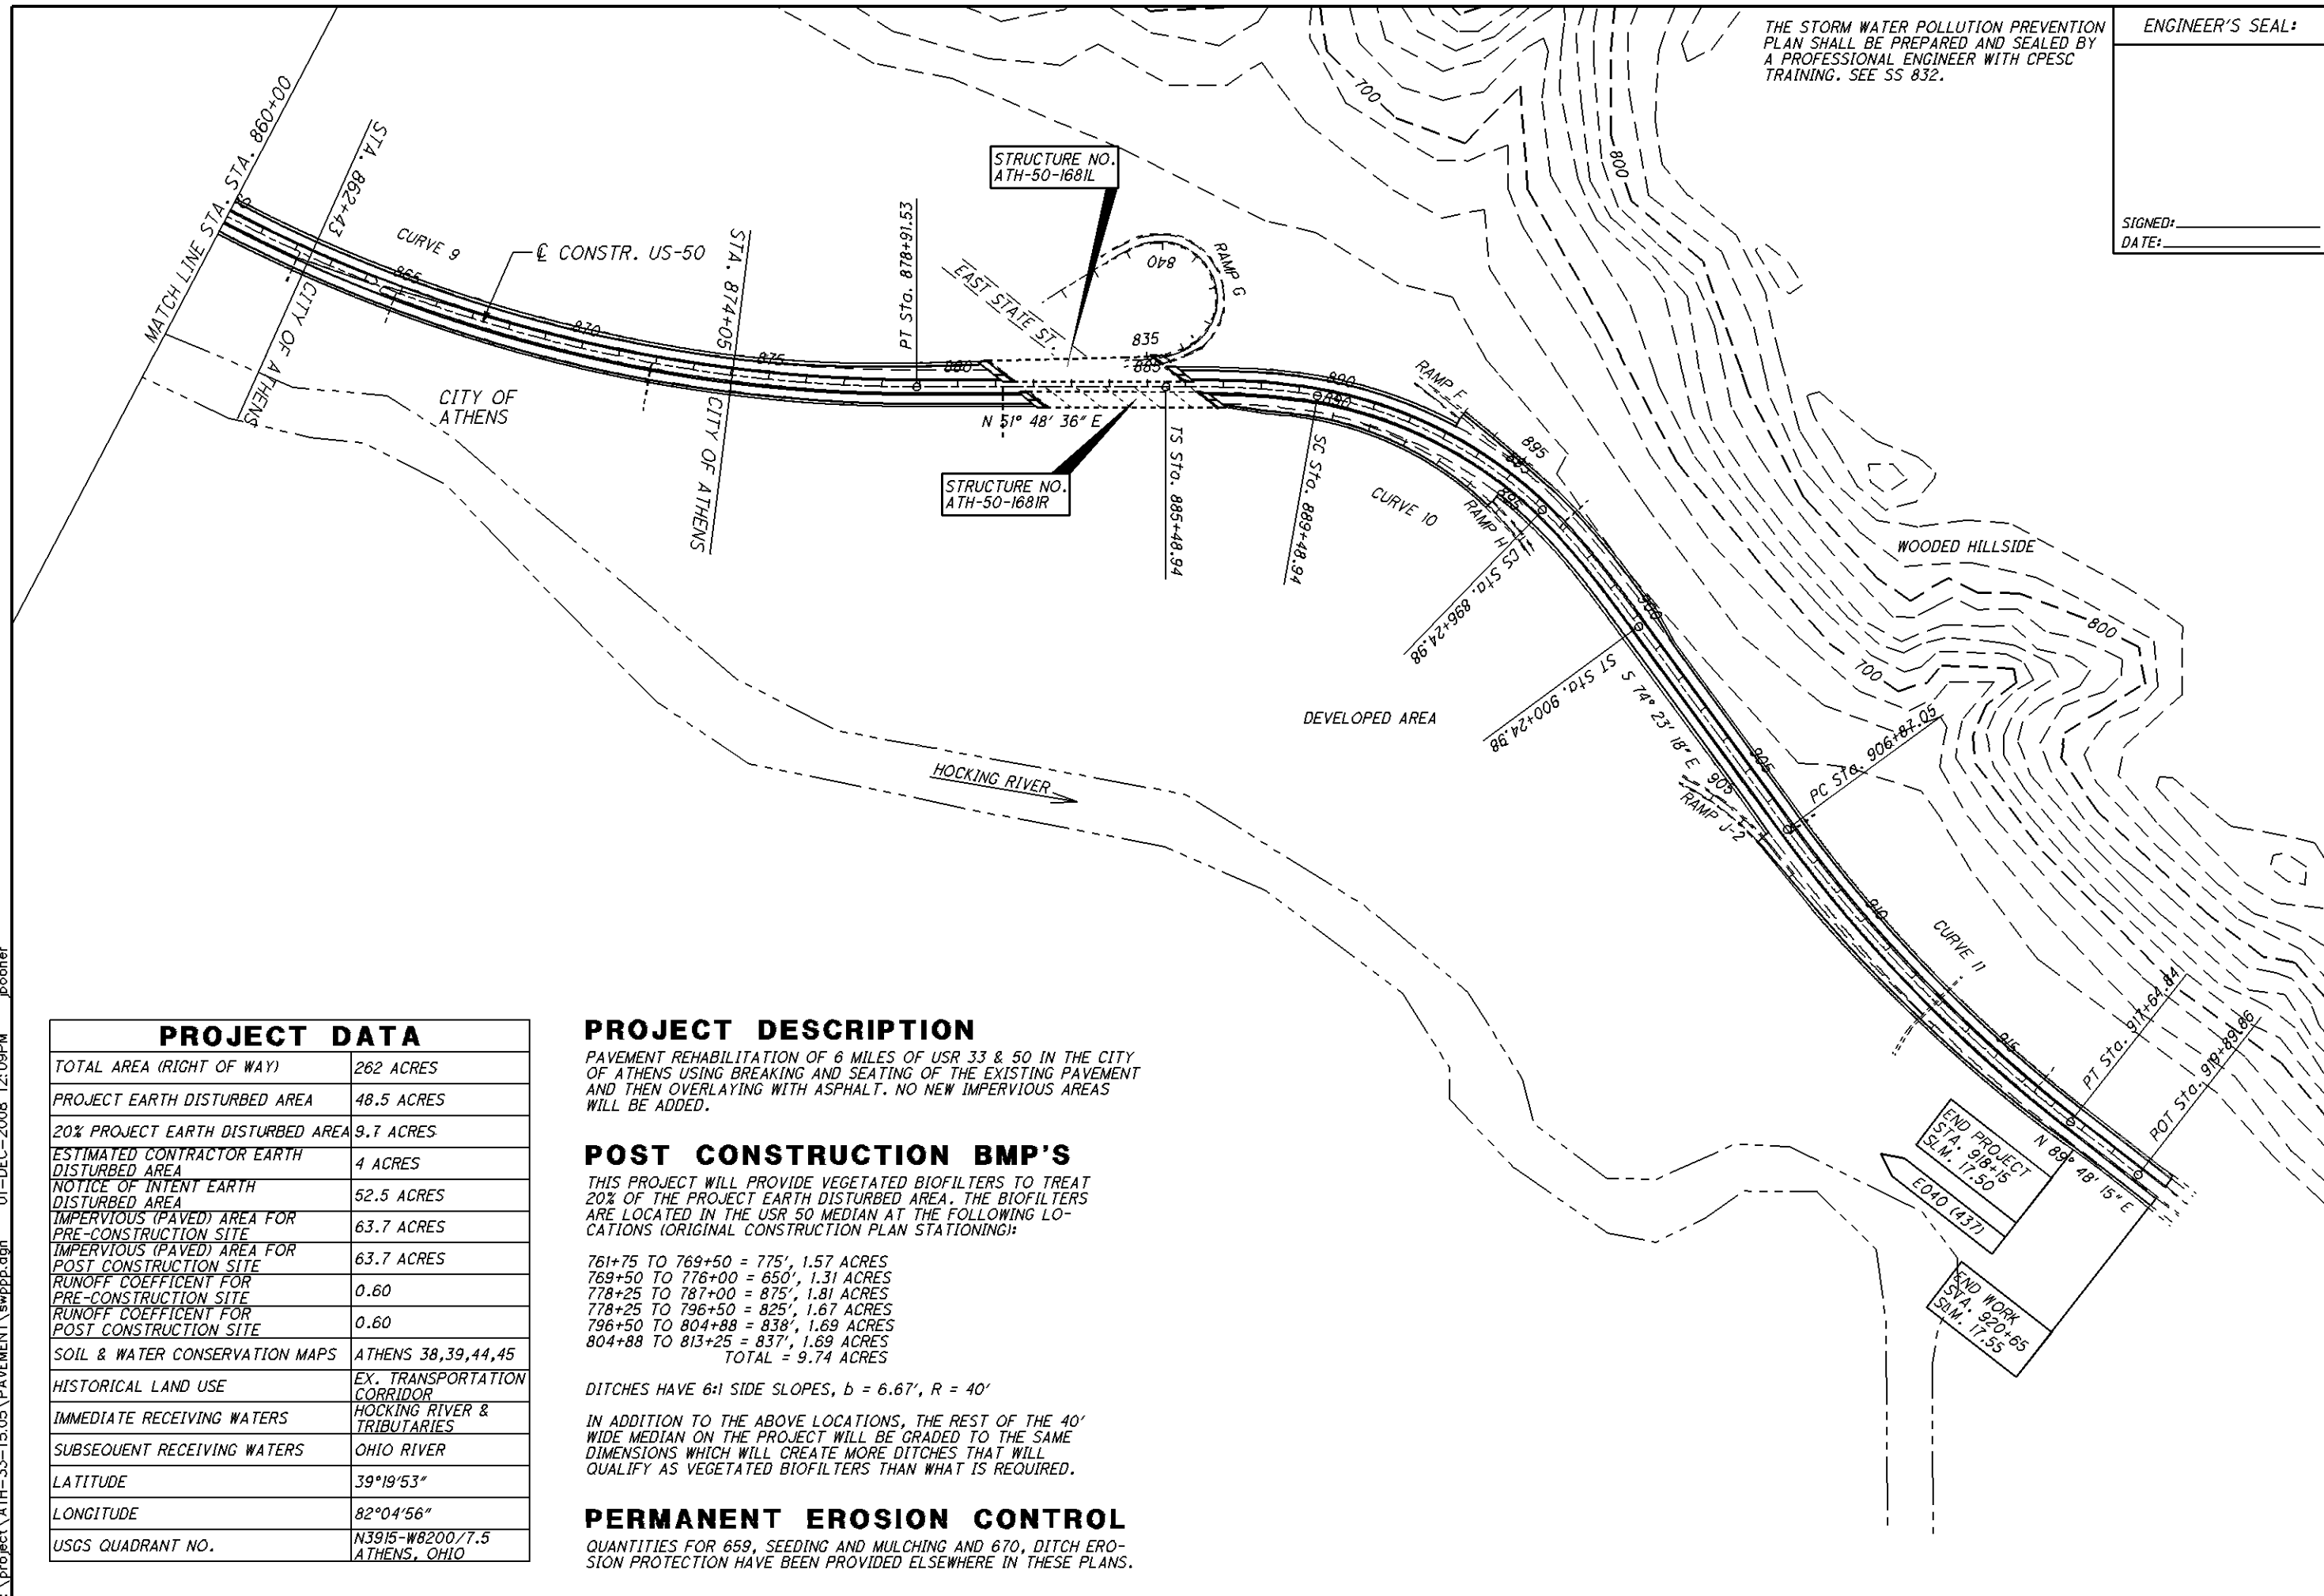 THE STORM WATER POLLUTION PREVENTION
PLAN SHALL BE PREPARED AND SEALED BY
A PROFESSIONAL ENGINEER WITH CPESC
TRAINING. SEE SS 832.
ENGINEER'S SEAL:
SIGNED:
DATE:
MATCH LINE STA. STA. 860+00
STA. 862+43
CITY OF ATHENS
CURVE 9
℄ CONSTR. US-50
865
870
STA. 874+05
CITY OF ATHENS
875
CITY OF
ATHENS
PT Sta. 878+91.53
880
STRUCTURE NO.
ATH-50-1681L
EAST STATE ST.
840
RAMP G
835
885
N 51° 48' 36" E
STRUCTURE NO.
ATH-50-1681R
TS Sta. 885+48.94
SC Sta. 889+48.94
890
890
RAMP F
895
895
895
RAMP H
CURVE 10
CS Sta. 896+24.98
900
ST Sta. 900+24.98
S 74° 23' 18" E
DEVELOPED AREA
905
905
RAMP J-2
PC Sta. 906+87.05
910
CURVE 11
915
PT Sta. 917+64.84
POT Sta. 919+89.86
N 89° 48' 15" E
700
800
WOODED HILLSIDE
800
700
HOCKING RIVER
END PROJECT
STA. 918+15
SLM. 17.50
E040 (437)
END WORK
STA. 920+65
SLM. 17.55
PROJECT DATA
TOTAL AREA (RIGHT OF WAY) 262 ACRES
PROJECT EARTH DISTURBED AREA 48.5 ACRES
20% PROJECT EARTH DISTURBED AREA 9.7 ACRES
ESTIMATED CONTRACTOR EARTH
DISTURBED AREA 4 ACRES
NOTICE OF INTENT EARTH
DISTURBED AREA 52.5 ACRES
IMPERVIOUS (PAVED) AREA FOR
PRE-CONSTRUCTION SITE 63.7 ACRES
IMPERVIOUS (PAVED) AREA FOR
POST CONSTRUCTION SITE 63.7 ACRES
RUNOFF COEFFICENT FOR
PRE-CONSTRUCTION SITE 0.60
RUNOFF COEFFICENT FOR
POST CONSTRUCTION SITE 0.60
SOIL & WATER CONSERVATION MAPS ATHENS 38,39,44,45
HISTORICAL LAND USE EX. TRANSPORTATION
CORRIDOR
IMMEDIATE RECEIVING WATERS HOCKING RIVER &
TRIBUTARIES
SUBSEQUENT RECEIVING WATERS OHIO RIVER
LATITUDE 39°19'53"
LONGITUDE 82°04'56"
USGS QUADRANT NO. N3915-W8200/7.5
ATHENS, OHIO
PROJECT DESCRIPTION
PAVEMENT REHABILITATION OF 6 MILES OF USR 33 & 50 IN THE CITY
OF ATHENS USING BREAKING AND SEATING OF THE EXISTING PAVEMENT
AND THEN OVERLAYING WITH ASPHALT. NO NEW IMPERVIOUS AREAS
WILL BE ADDED.
POST CONSTRUCTION BMP'S
THIS PROJECT WILL PROVIDE VEGETATED BIOFILTERS TO TREAT
20% OF THE PROJECT EARTH DISTURBED AREA. THE BIOFILTERS
ARE LOCATED IN THE USR 50 MEDIAN AT THE FOLLOWING LO-
CATIONS (ORIGINAL CONSTRUCTION PLAN STATIONING):
761+75 TO 769+50 = 775', 1.57 ACRES
769+50 TO 776+00 = 650', 1.31 ACRES
778+25 TO 787+00 = 875', 1.81 ACRES
778+25 TO 796+50 = 825', 1.67 ACRES
796+50 TO 804+88 = 838', 1.69 ACRES
804+88 TO 813+25 = 837', 1.69 ACRES
TOTAL = 9.74 ACRES
DITCHES HAVE 6:1 SIDE SLOPES, b = 6.67', R = 40'
IN ADDITION TO THE ABOVE LOCATIONS, THE REST OF THE 40'
WIDE MEDIAN ON THE PROJECT WILL BE GRADED TO THE SAME
DIMENSIONS WHICH WILL CREATE MORE DITCHES THAT WILL
QUALIFY AS VEGETATED BIOFILTERS THAN WHAT IS REQUIRED.
PERMANENT EROSION CONTROL
QUANTITIES FOR 659, SEEDING AND MULCHING AND 670, DITCH ERO-
SION PROTECTION HAVE BEEN PROVIDED ELSEWHERE IN THESE PLANS.